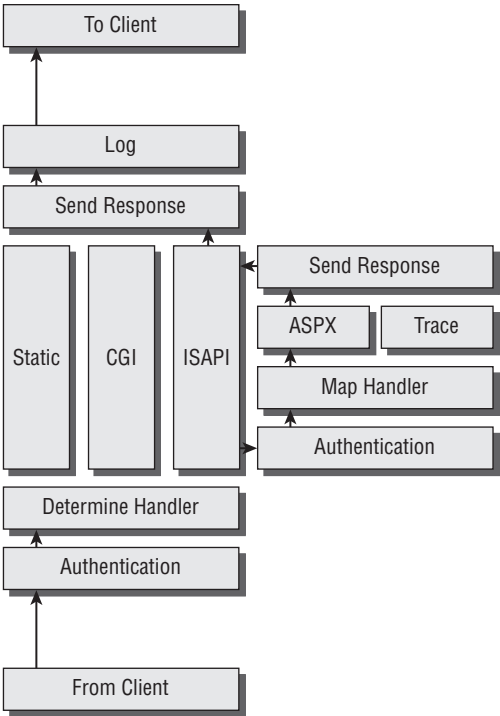 To Client
Log
Send Response
Static
CGI
ISAPI
Send Response
ASPX
Trace
Map Handler
Authentication
Determine Handler
Authentication
From Client